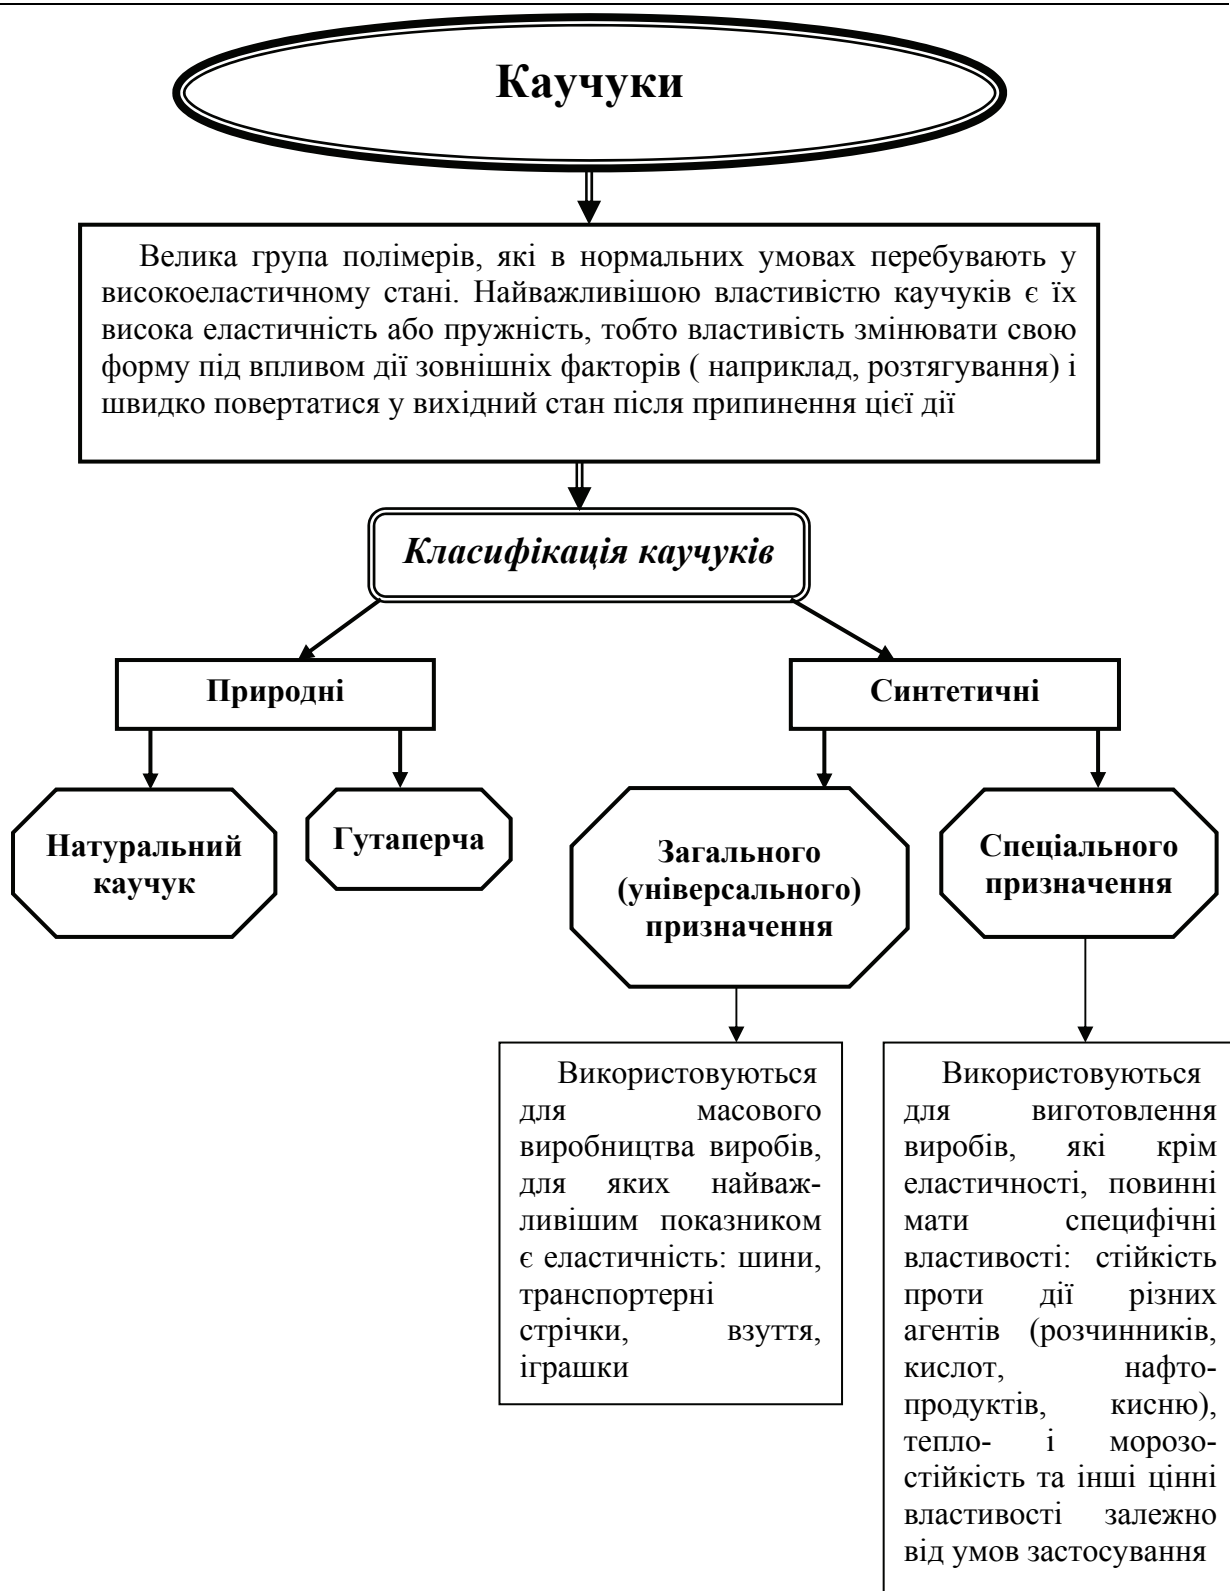 Каучуки
Велика група полімерів, які в нормальних умовах перебувають у
високоеластичному стані. Найважливішою властивістю каучуків є їх
висока еластичність або пружність, тобто властивість змінювати свою
форму під впливом дії зовнішніх факторів ( наприклад, розтягування) і
швидко повертатися у вихідний стан після припинення цієї дії
Класифікація каучуків
Природні
Синтетичні
Натуральний
каучук
Гутаперча
Загального
(універсального)
призначення
Спеціального
призначення
Використовуються
для масового
виробництва виробів,
для яких найваж-
ливішим показником
є еластичність: шини,
транспортерні
стрічки, взуття,
іграшки
Використовуються
для виготовлення
виробів, які крім
еластичності, повинні
мати специфічні
властивості: стійкість
проти дії різних
агентів (розчинників,
кислот, нафто-
продуктів, кисню),
тепло- і морозо-
стійкість та інші цінні
властивості залежно
від умов застосування